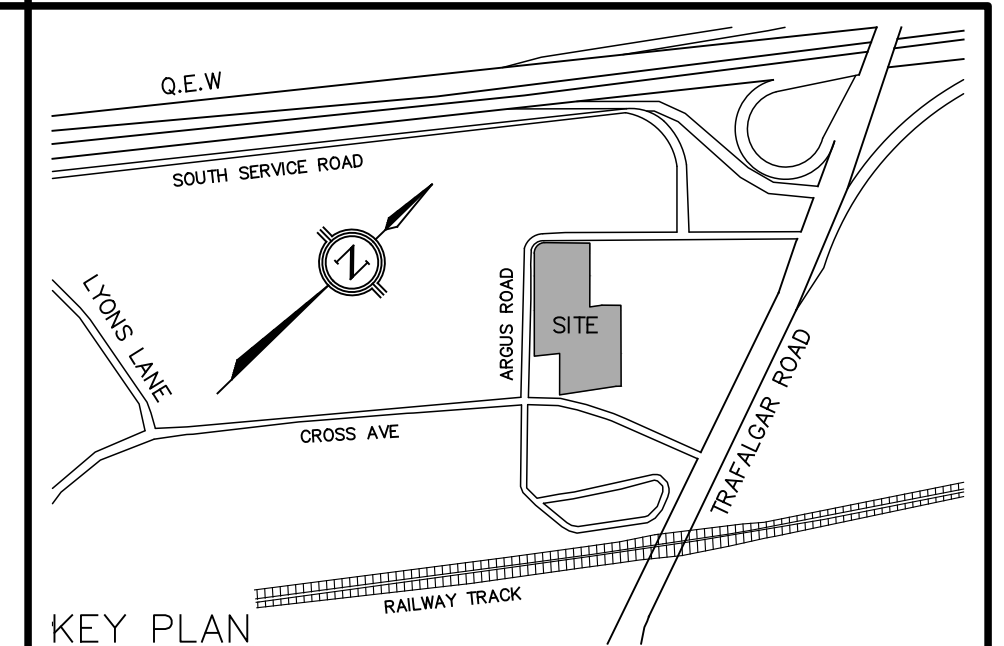 Q.E.W
SOUTH SERVICE ROAD
N
LYONS LANE
ARGUS ROAD
SITE
TRAFALGAR ROAD
CROSS AVE
RAILWAY TRACK
KEY PLAN